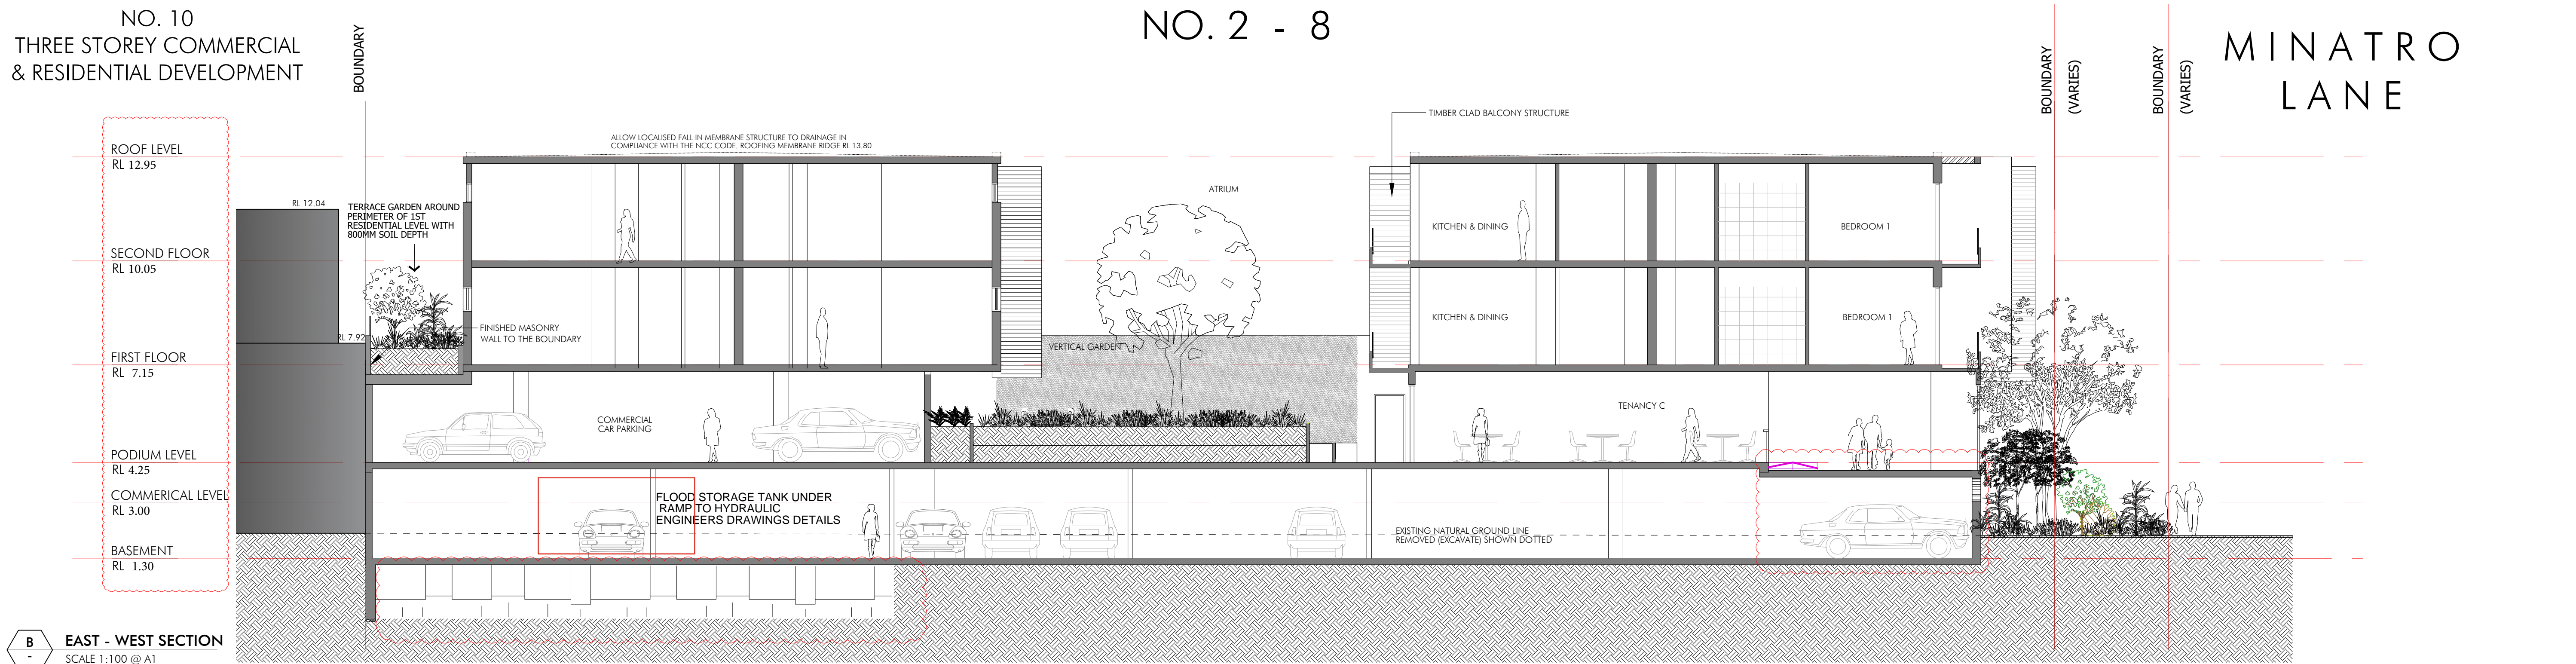 NO. 10
THREE STOREY COMMERCIAL
& RESIDENTIAL DEVELOPMENT
BOUNDARY
NO. 2 - 8
BOUNDARY
(VARIES)
BOUNDARY
(VARIES)
MINATRO
LANE
TIMBER CLAD BALCONY STRUCTURE
ALLOW LOCALISED FALL IN MEMBRANE STRUCTURE TO DRAINAGE IN
COMPLIANCE WITH THE NCC CODE. ROOFING MEMBRANE RIDGE RL 13.80
ROOF LEVEL
RL 12.95
ATRIUM
RL 12.04
TERRACE GARDEN AROUND
PERIMETER OF 1ST
RESIDENTIAL LEVEL WITH
800MM SOIL DEPTH
KITCHEN & DINING
BEDROOM 1
SECOND FLOOR
RL 10.05
FINISHED MASONRY
WALL TO THE BOUNDARY
RL 7.92
KITCHEN & DINING
BEDROOM 1
VERTICAL GARDEN
FIRST FLOOR
RL 7.15
COMMERCIAL
CAR PARKING
TENANCY C
PODIUM LEVEL
RL 4.25
COMMERICAL LEVEL
RL 3.00
FLOOD STORAGE TANK UNDER
RAMP TO HYDRAULIC
ENGINEERS DRAWINGS DETAILS
EXISTING NATURAL GROUND LINE
REMOVED (EXCAVATE) SHOWN DOTTED
BASEMENT
RL 1.30
B
-
EAST - WEST SECTION
SCALE 1:100 @ A1